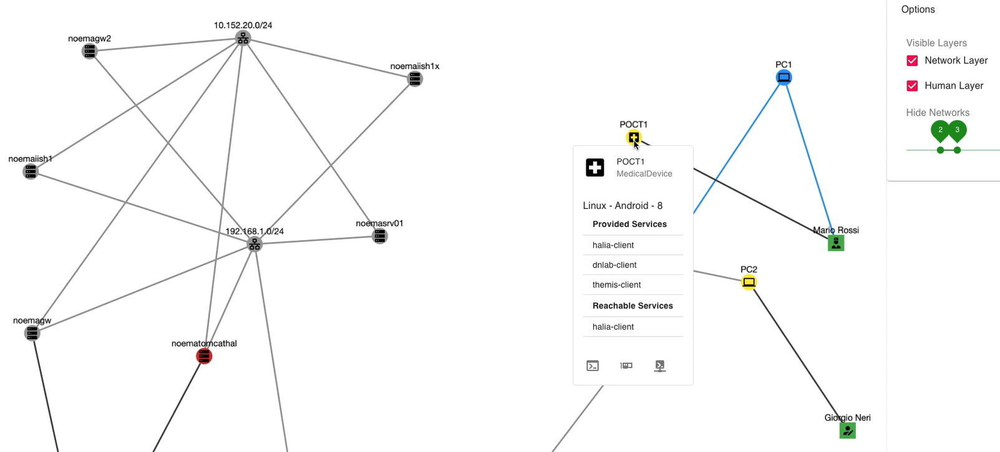 Options
10.152.20.0/24
noemagw2
Visible Layers
Network Layer
PC1
noemaiish1x
Human Layer
Hide Networks
POCT1
2 3
noemaiish1
POCT1
MedicalDevice
Linux - Android - 8
noemasrv01
Provided Services
192.168.1.0/24
Mario Rossi
halia-client
dnlab-client
PC2
themis-client
Reachable Services
noemagw
halia-client
noematomcathal
Giorgio Neri